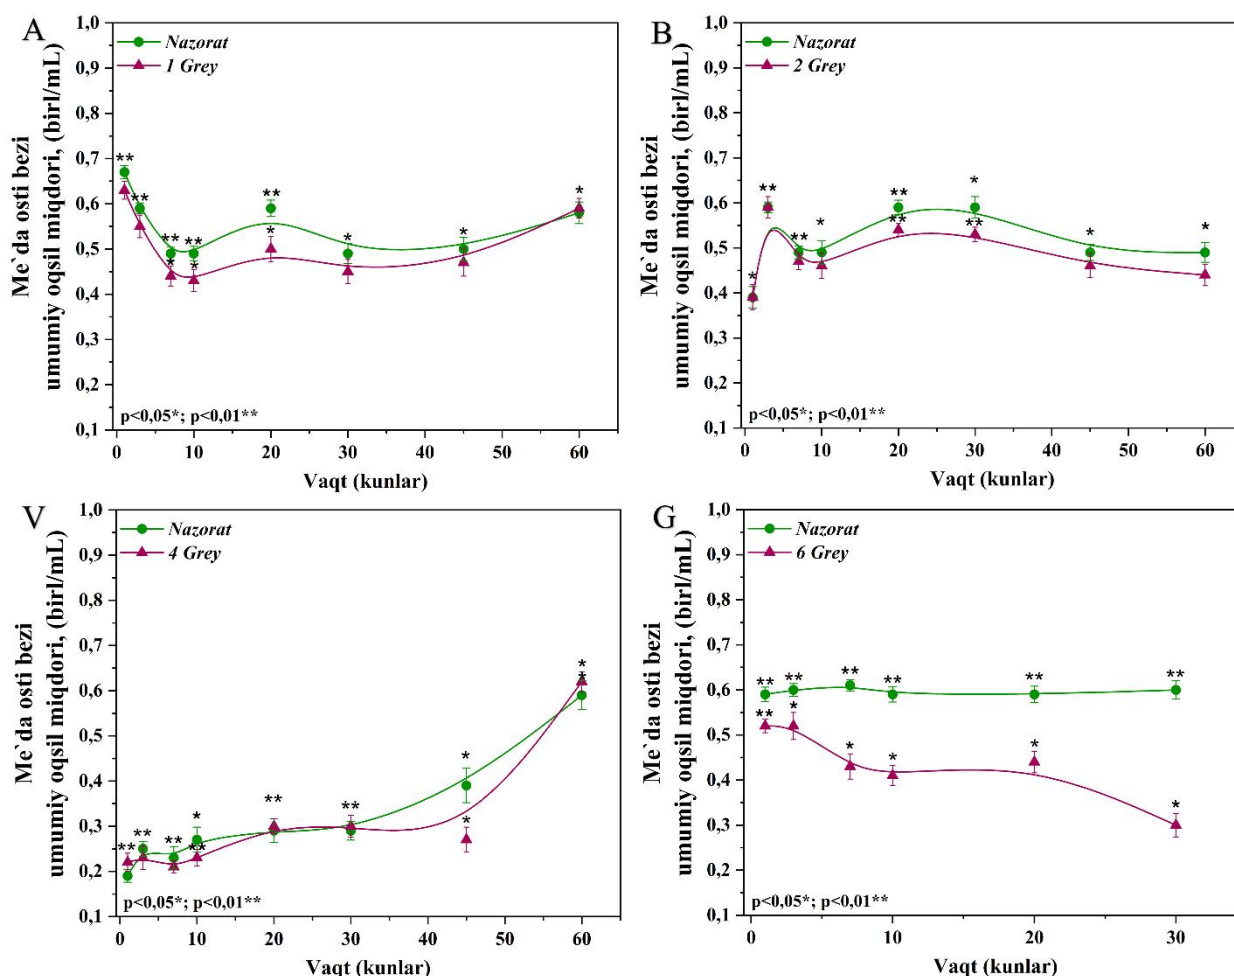 A
Nazorat
1 Grey
Me`da osti bezi
umumiy oqsil miqdori, (birl/mL)
1,0
0,9
0,8
0,7
0,6
0,5
0,4
0,3
0,2
0,1
** ** ** ** ** * * *
* * *
p<0,05*; p<0,01**
0 10 20 30 40 50 60
Vaqt (kunlar)
B
Nazorat
2 Grey
Me`da osti bezi
umumiy oqsil miqdori, (birl/mL)
1,0
0,9
0,8
0,7
0,6
0,5
0,4
0,3
0,2
0,1
* ** ** * ** * * *
** **
p<0,05*; p<0,01**
0 10 20 30 40 50 60
Vaqt (kunlar)
V
Nazorat
4 Grey
Me`da osti bezi
umumiy oqsil miqdori, (birl/mL)
1,0
0,9
0,8
0,7
0,6
0,5
0,4
0,3
0,2
0,1
** ** ** * ** ** * *
** * *
p<0,05*; p<0,01**
0 10 20 30 40 50 60
Vaqt (kunlar)
G
Nazorat
6 Grey
Me`da osti bezi
umumiy oqsil miqdori, (birl/mL)
1,0
0,9
0,8
0,7
0,6
0,5
0,4
0,3
0,2
0,1
** ** ** ** ** **
** * * * * *
p<0,05*; p<0,01**
0 10 20 30
Vaqt (kunlar)